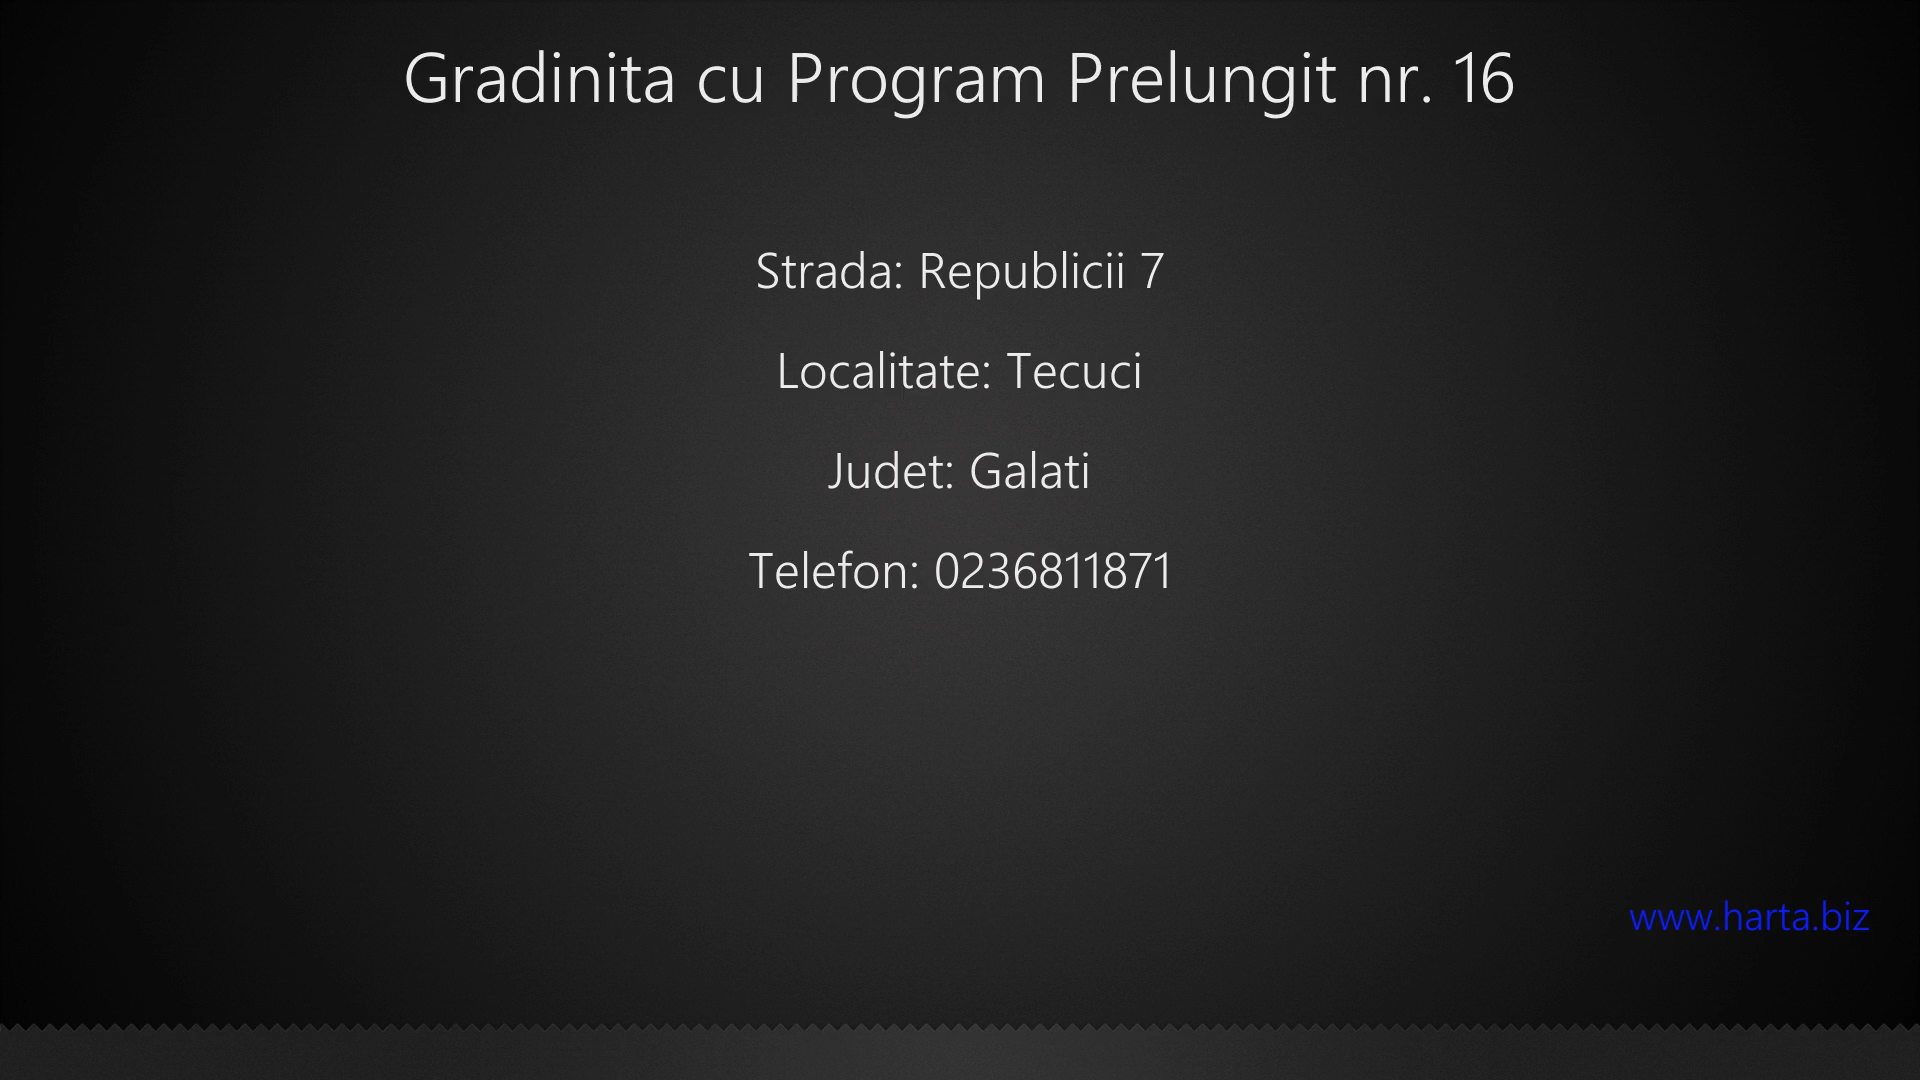 Gradinita cu Program Prelungit nr. 16
Strada: Republicii 7
Localitate: Tecuci
Judet: Galati
Telefon: 0236811871
www.harta.biz